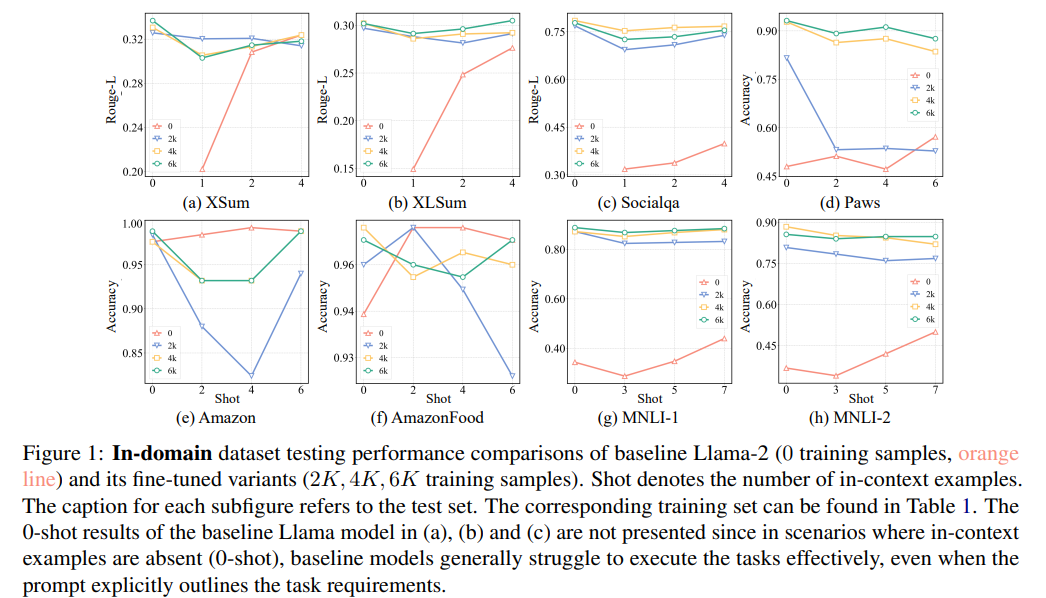 0.32
0.28
0.24
0.20
Rouge-L
0
2k
4k
6k
0 1 2 4
(a) XSum
0.30
0.25
0.20
0.15
Rouge-L
0
2k
4k
6k
0 1 2 4
(b) XLSum
0.75
0.60
0.45
0.30
Rouge-L
0
2k
4k
6k
0 1 2 4
(c) Socialqa
0.90
0.75
0.60
0.45
Accuracy
0
2k
4k
6k
0 2 4 6
(d) Paws
1.00
0.95
0.90
0.85
Accuracy
0
2k
4k
6k
0 2 4 6
Shot
(e) Amazon
0.96
0.94
0.93
Accuracy
0
2k
4k
6k
0 2 4 6
Shot
(f) AmazonFood
0.80
0.60
0.40
Accuracy
0
2k
4k
6k
0 3 5 7
Shot
(g) MNLI-1
0.90
0.75
0.60
0.45
Accuracy
0
2k
4k
6k
0 3 5 7
Shot
(h) MNLI-2
Figure 1: In-domain dataset testing performance comparisons of baseline Llama-2 (0 training samples, orange
line) and its fine-tuned variants (2K, 4K, 6K training samples). Shot denotes the number of in-context examples.
The caption for each subfigure refers to the test set. The corresponding training set can be found in Table 1. The
0-shot results of the baseline Llama model in (a), (b) and (c) are not presented since in scenarios where in-context
examples are absent (0-shot), baseline models generally struggle to execute the tasks effectively, even when the
prompt explicitly outlines the task requirements.